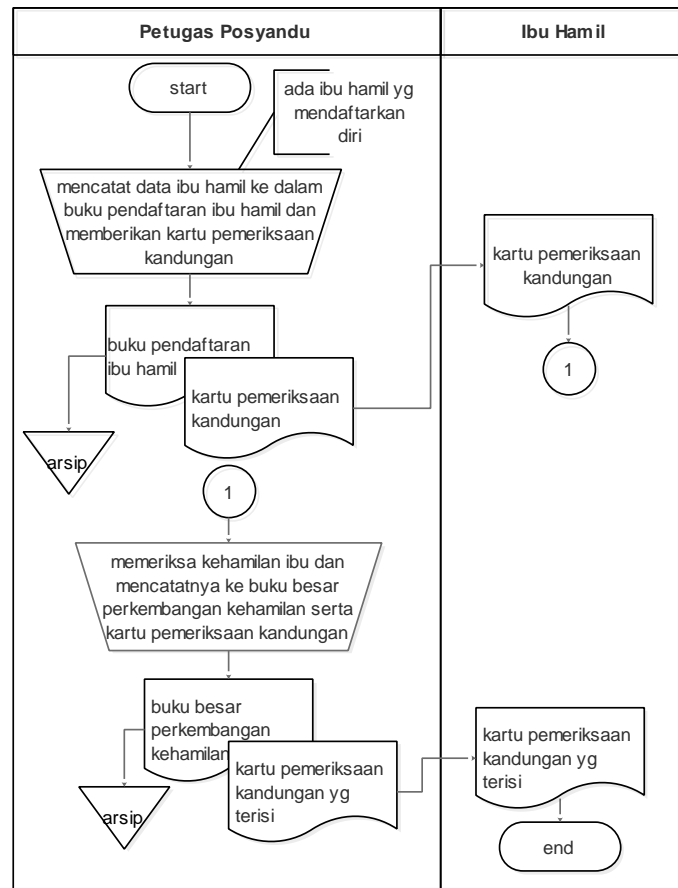 Petugas Posyandu
Ibu Hamil
start
ada ibu hamil yg
mendaftarkan
diri
mencatat data ibu hamil ke dalam
buku pendaftaran ibu hamil dan
memberikan kartu pemeriksaan
kandungan
kartu pemeriksaan
kandungan
1
buku pendaftaran
ibu hamil
kartu pemeriksaan
kandungan
arsip
1
memeriksa kehamilan ibu dan
mencatatnya ke buku besar
perkembangan kehamilan serta
kartu pemeriksaan kandungan
buku besar
perkembangan
kehamilan
kartu pemeriksaan
kandungan yg
terisi
arsip
kartu pemeriksaan
kandungan yg
terisi
end